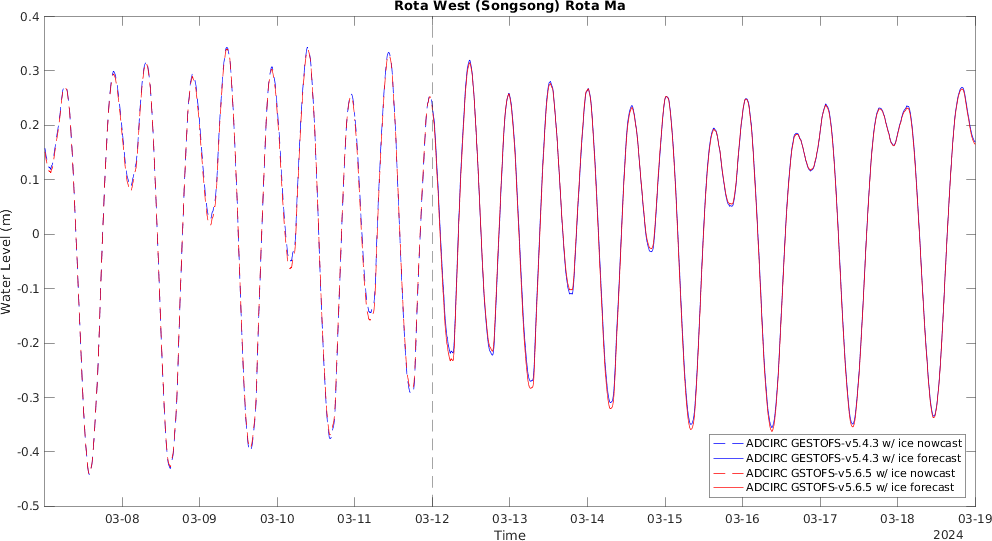 Rota West (Songsong) Rota Ma
0.4
0.3
0.2
0.1
0
-0.1
-0.2
-0.3
-0.4
-0.5
Water Level (m)
ADCIRC GESTOFS-v5.4.3 w/ ice nowcast
ADCIRC GESTOFS-v5.4.3 w/ ice forecast
ADCIRC GSTOFS-v5.6.5 w/ ice nowcast
ADCIRC GSTOFS-v5.6.5 w/ ice forecast
03-08 03-09 03-10 03-11 03-12 03-13 03-14 03-15 03-16 03-17 03-18 03-19
Time
2024